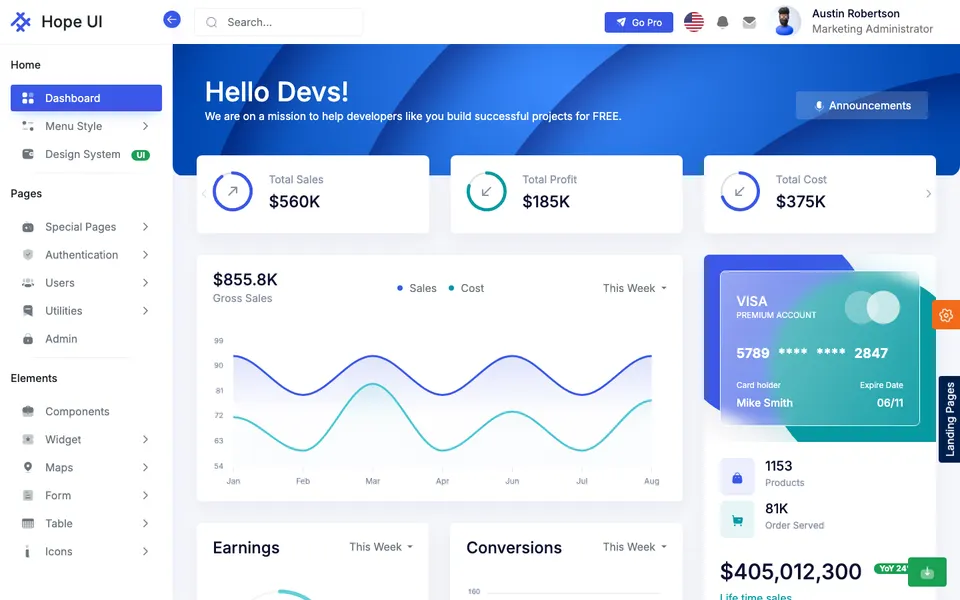 Hope UI
Search...
Go Pro
Austin Robertson
Marketing Administrator
Home
Dashboard
Menu Style
Design System UI
Pages
Special Pages
Authentication
Users
Utilities
Admin
Elements
Components
Widget
Maps
Form
Table
Icons
Hello Devs!
We are on a mission to help developers like you build successful projects for FREE.
Announcements
Total Sales
$560K
Total Profit
$185K
Total Cost
$375K
$855.8K
Gross Sales
Sales Cost
This Week
99
90
81
72
63
54
Jan Feb Mar Apr Jun Jul Aug
VISA
PREMIUM ACCOUNT
5789 **** **** 2847
Card holder Expire Date
Mike Smith 06/11
Landing Pages
1153
Products
81K
Order Served
$405,012,300
YoY 24
Life time sales
Earnings
This Week
Conversions
This Week
160